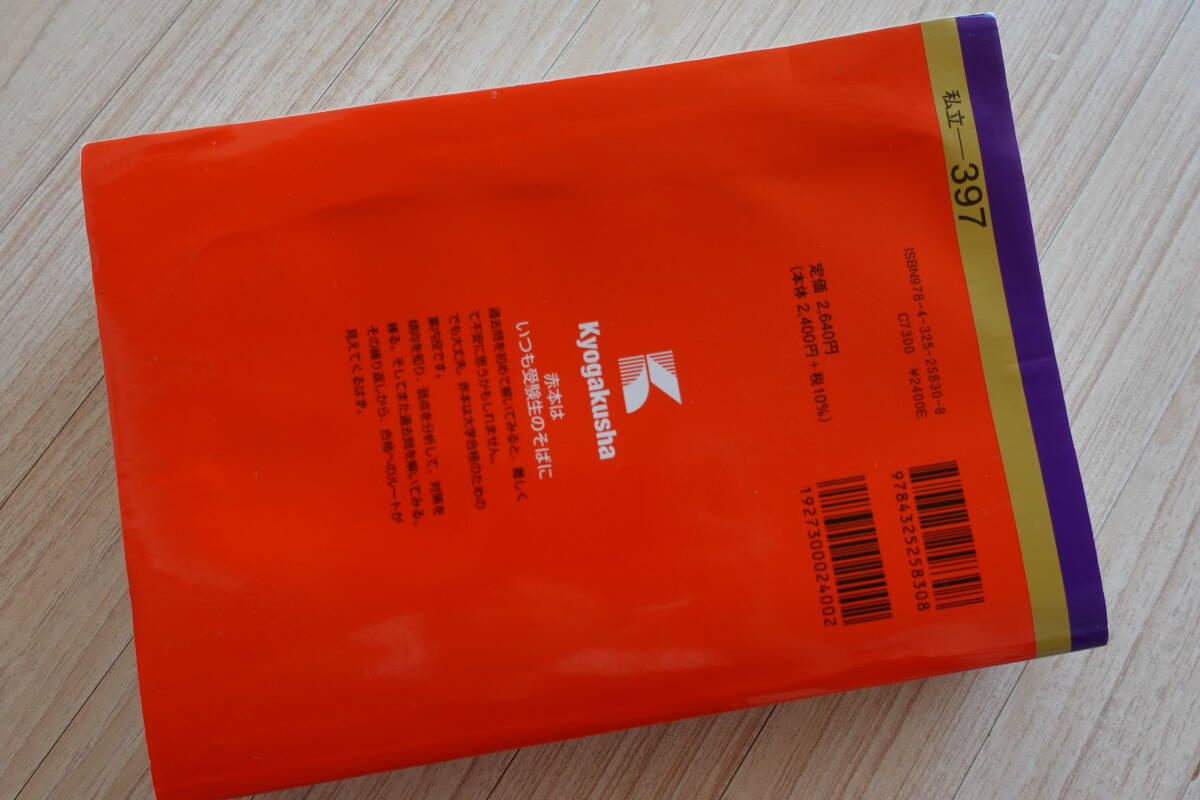 私立―397
ISBN978-4-325-25830-8
C7300 ¥2400E
定価 2,640円
(本体 2,400円+税10%)
9784325258308
1927300024002
Kyogakusha
赤本は
いつも受験生のそばに
過去問を初めて解いてみると、難しく
て不安に思うかもしれません。
でも大丈夫。赤本は大学合格のための
案内役です。
傾向を知り、弱点を分析して、対策を
練る。そしてまた過去問を解いてみる。
その繰り返しから、合格へのルートが
見えてくるはず。